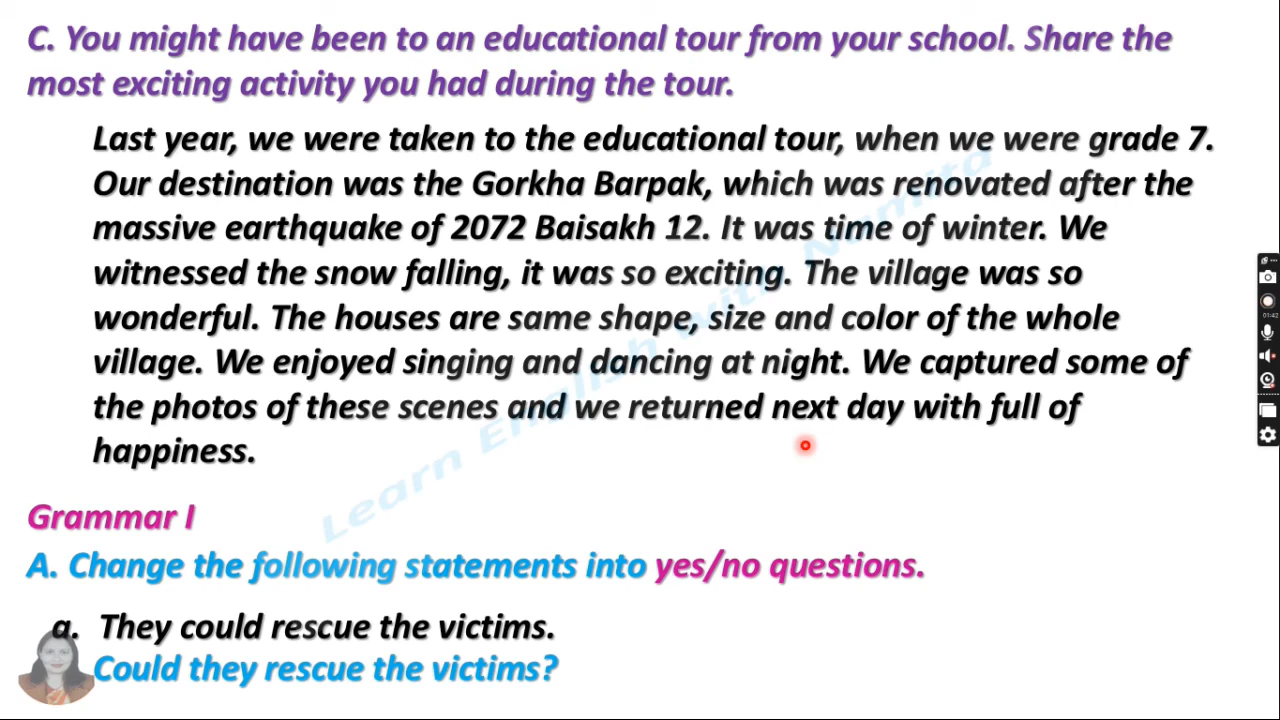 C. You might have been to an educational tour from your school. Share the
most exciting activity you had during the tour.
Last year, we were taken to the educational tour, when we were grade 7.
Our destination was the Gorkha Barpak, which was renovated after the
massive earthquake of 2072 Baisakh 12. It was time of winter. We
witnessed the snow falling, it was so exciting. The village was so
wonderful. The houses are same shape, size and color of the whole
village. We enjoyed singing and dancing at night. We captured some of
the photos of these scenes and we returned next day with full of
happiness.
Learn English with Namita
Grammar I
A. Change the following statements into yes/no questions.
a. They could rescue the victims.
Could they rescue the victims?
01:42